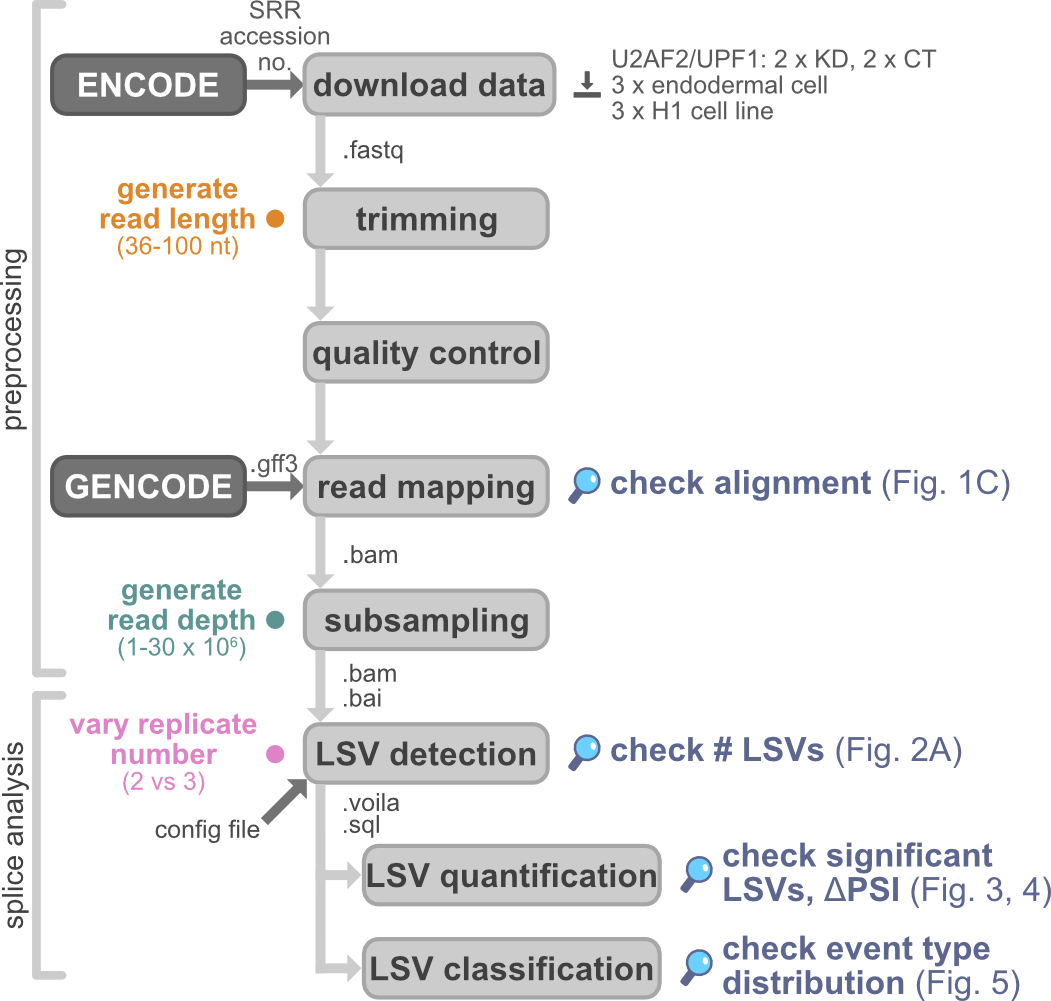 SRR
accession
no.
ENCODE
download data
U2AF2/UPF1: 2 x KD, 2 x CT
3 x endodermal cell
3 x H1 cell line
.fastq
generate
read length
(36-100 nt)
trimming
preprocessing
quality control
GENCODE
.gff3
read mapping
check alignment (Fig. 1C)
.bam
generate
read depth
(1-30 x 10⁶)
subsampling
.bam
.bai
splice analysis
vary replicate
number
(2 vs 3)
LSV detection
check # LSVs (Fig. 2A)
config file
.voila
.sql
LSV quantification
check significant
LSVs, ΔPSI (Fig. 3, 4)
LSV classification
check event type
distribution (Fig. 5)